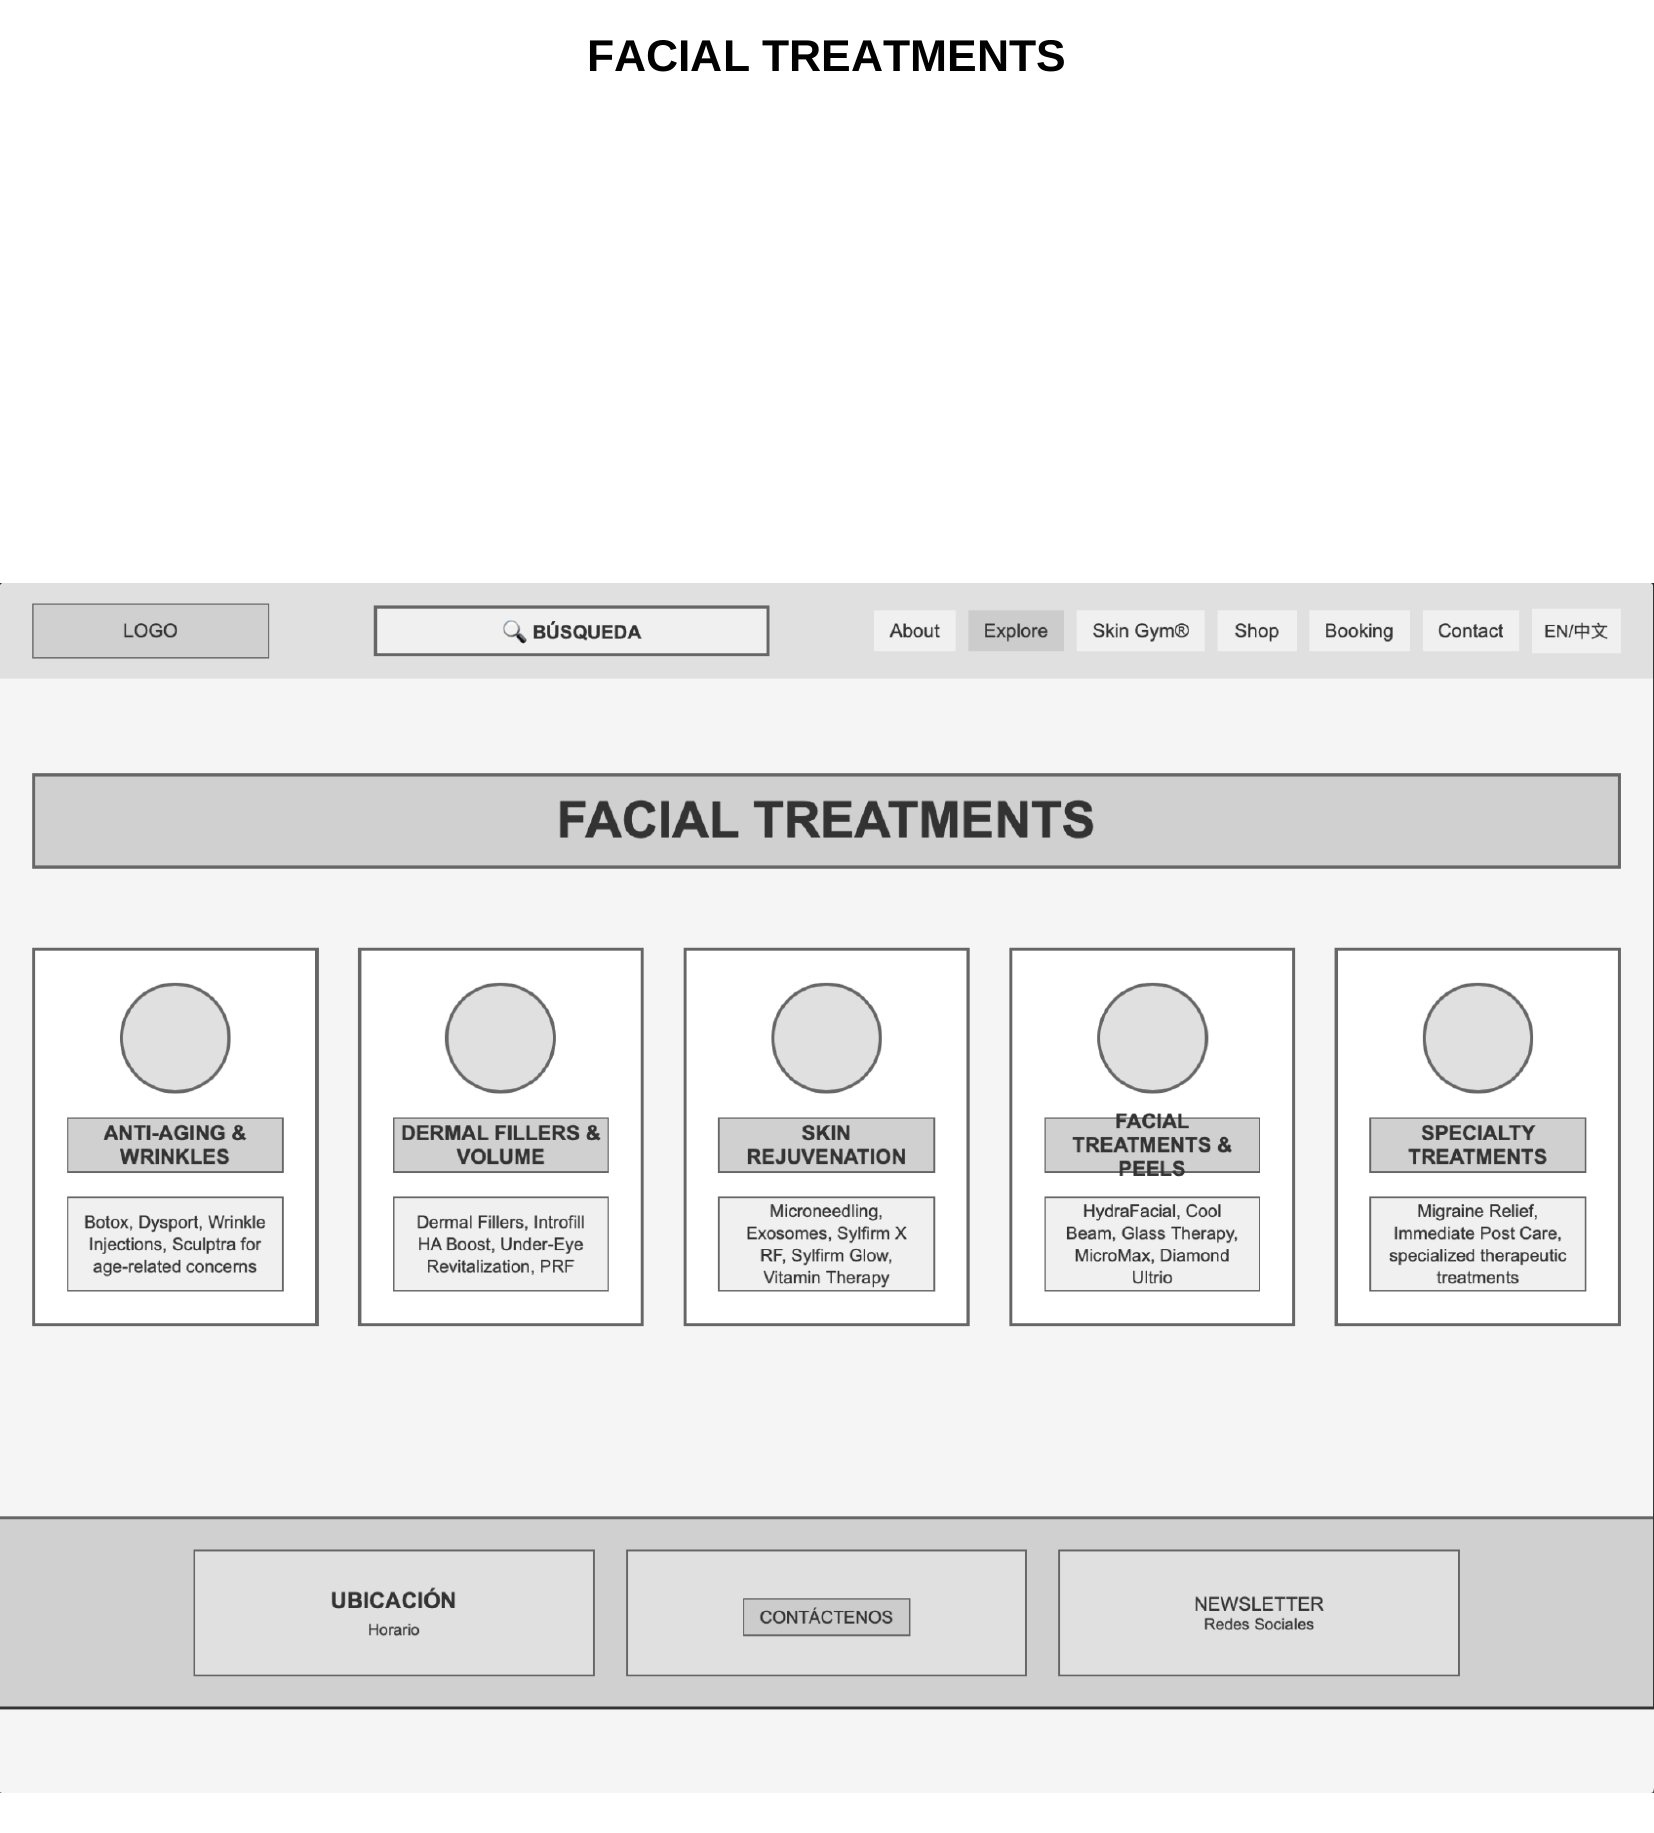 FACIAL TREATMENTS
LOGO
🔍 BÚSQUEDA
About
Explore
Skin Gym®
Shop
Booking
Contact
EN/中文
FACIAL TREATMENTS
ANTI-AGING &
WRINKLES
Botox, Dysport, Wrinkle
Injections, Sculptra for
age-related concerns
DERMAL FILLERS &
VOLUME
Dermal Fillers, Introfill
HA Boost, Under-Eye
Revitalization, PRF
SKIN
REJUVENATION
Microneedling,
Exosomes, Sylfirm X
RF, Sylfirm Glow,
Vitamin Therapy
FACIAL
TREATMENTS &
PEELS
HydraFacial, Cool
Beam, Glass Therapy,
MicroMax, Diamond
Ultrio
SPECIALTY
TREATMENTS
Migraine Relief,
Immediate Post Care,
specialized therapeutic
treatments
UBICACIÓN
Horario
CONTÁCTENOS
NEWSLETTER
Redes Sociales